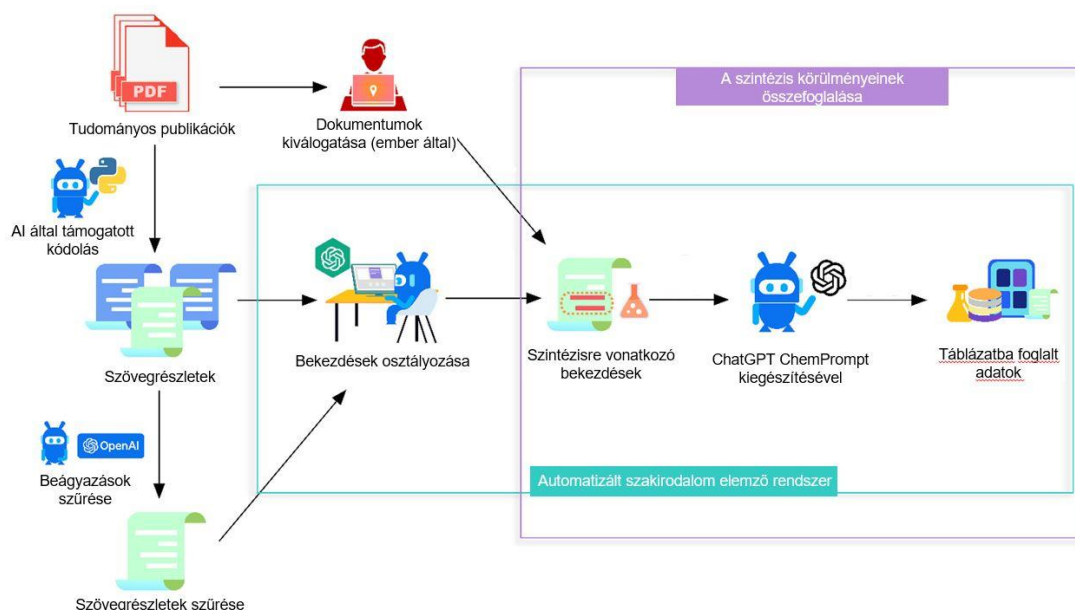 PDF
Tudományos publikációk
Dokumentumok
kiválogatása (ember által)
A szintézis körülményeinek
összefoglalása
AI által támogatott
kódolás
Szövegrészletek
Bekezdések osztályozása
Szintézisre vonatkozó
bekezdések
ChatGPT ChemPrompt
kiegészítésével
Táblázatba foglalt
adatok
OpenAI
Beágyazások
szűrése
Automatizált szakirodalom elemző rendszer
Szövegrészletek szűrése